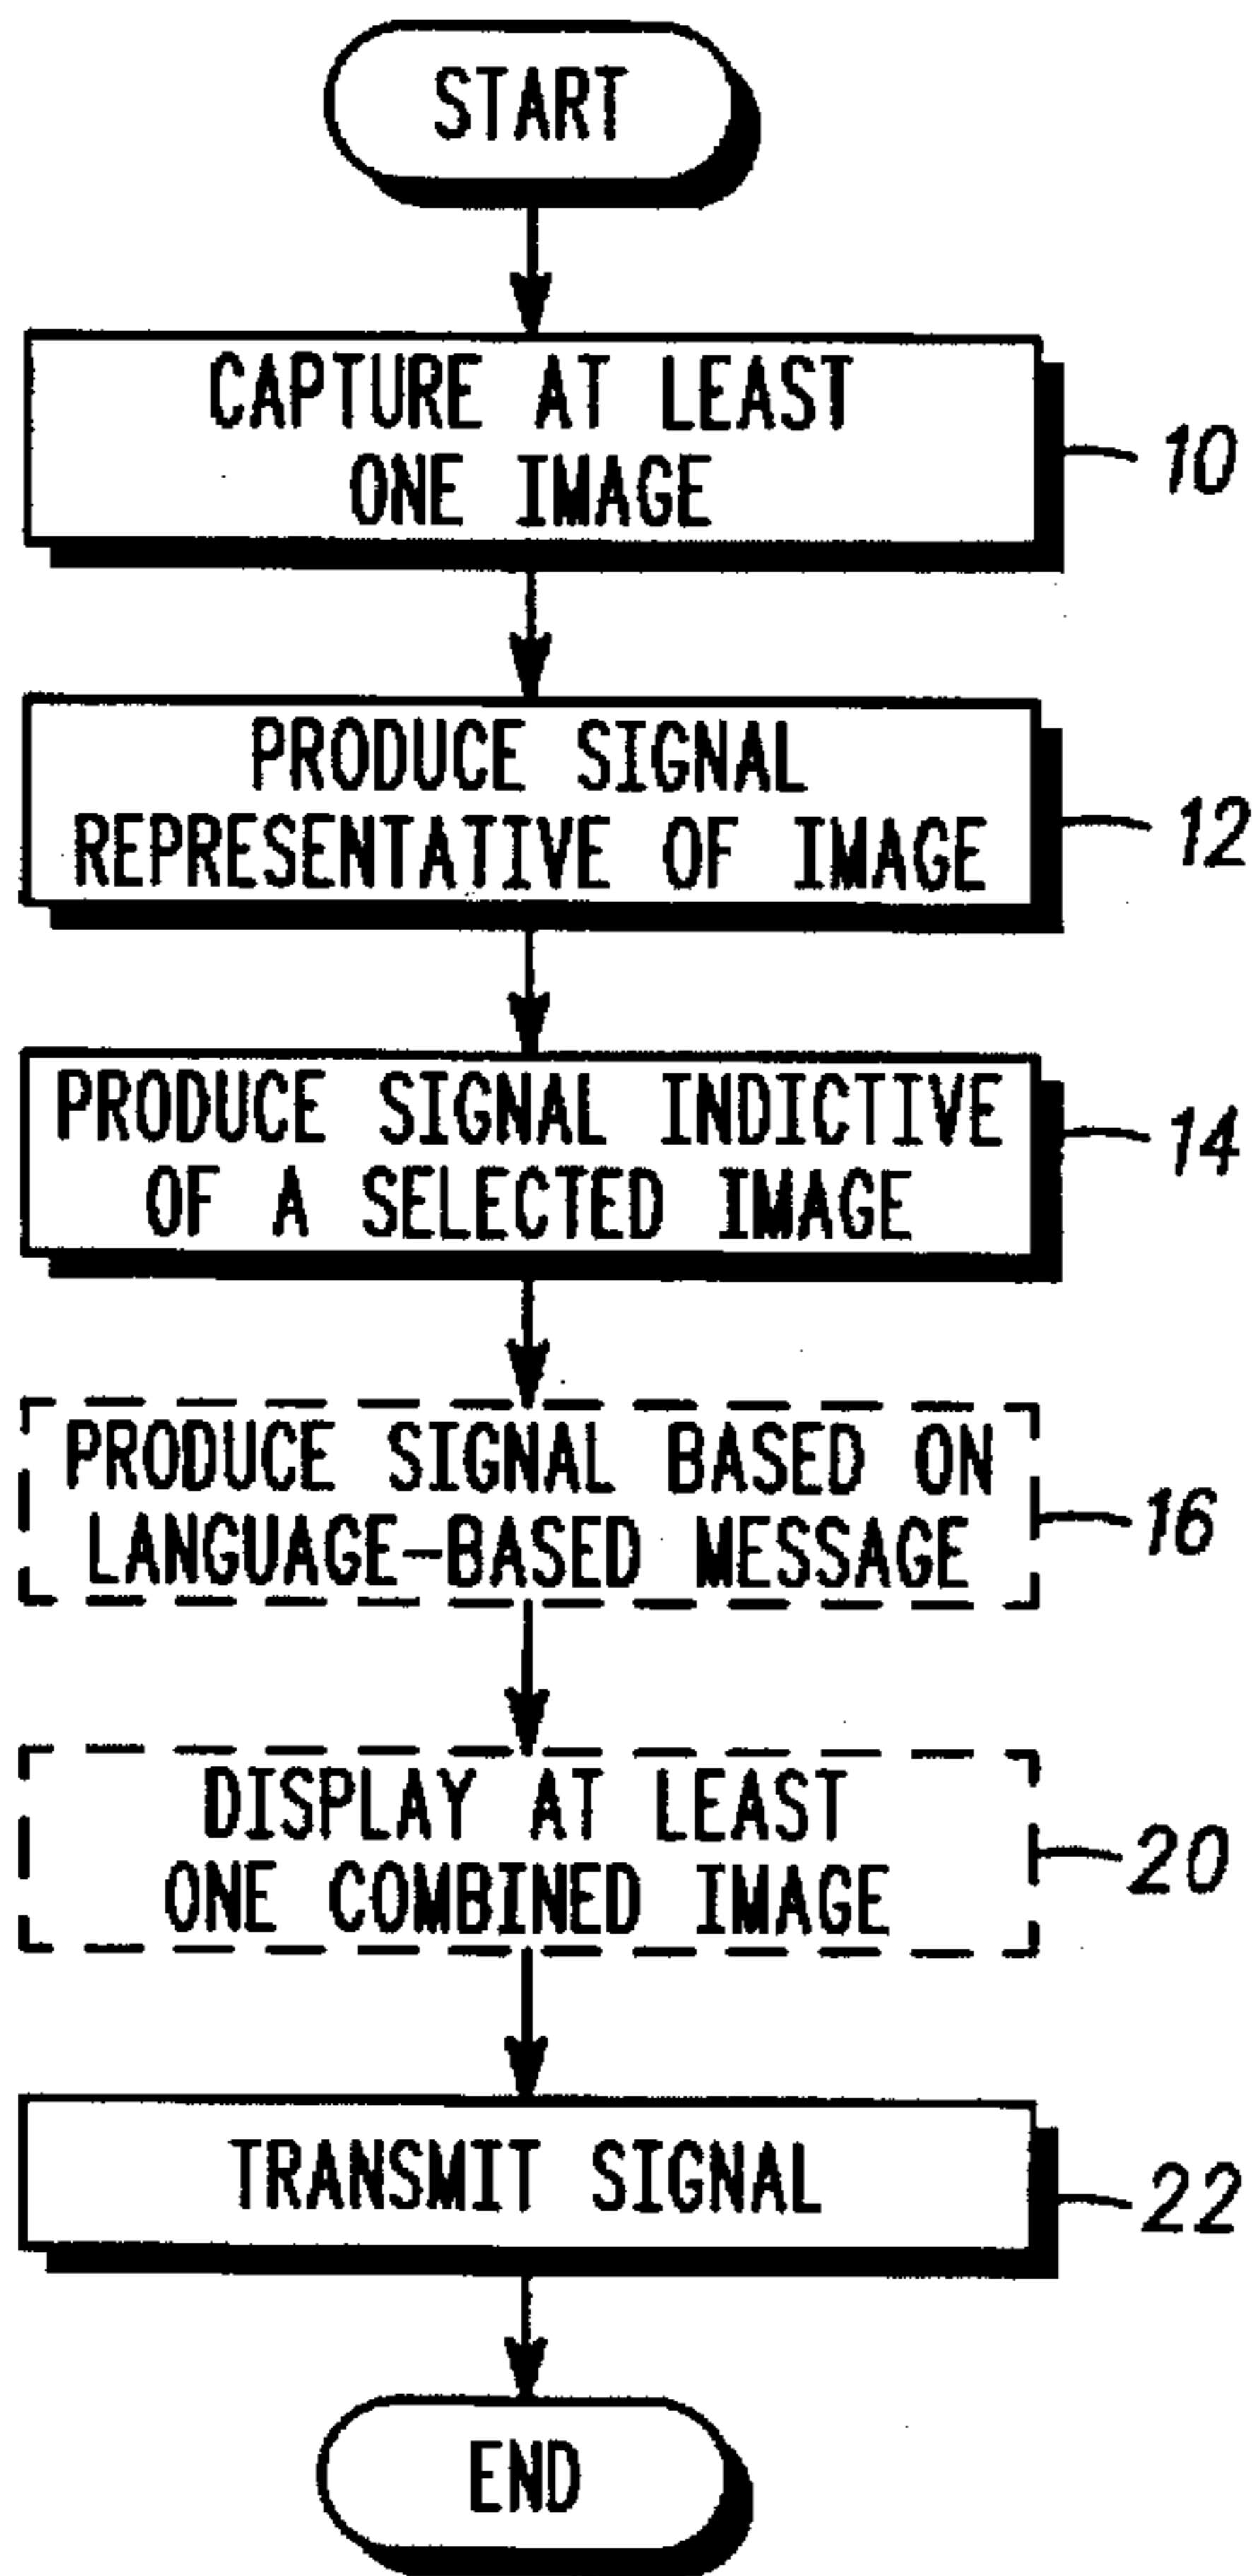 START
CAPTURE AT LEAST
ONE IMAGE
10
PRODUCE SIGNAL
REPRESENTATIVE OF IMAGE
12
PRODUCE SIGNAL INDICTIVE
OF A SELECTED IMAGE
14
PRODUCE SIGNAL BASED ON
LANGUAGE-BASED MESSAGE
16
DISPLAY AT LEAST
ONE COMBINED IMAGE
20
TRANSMIT SIGNAL
22
END